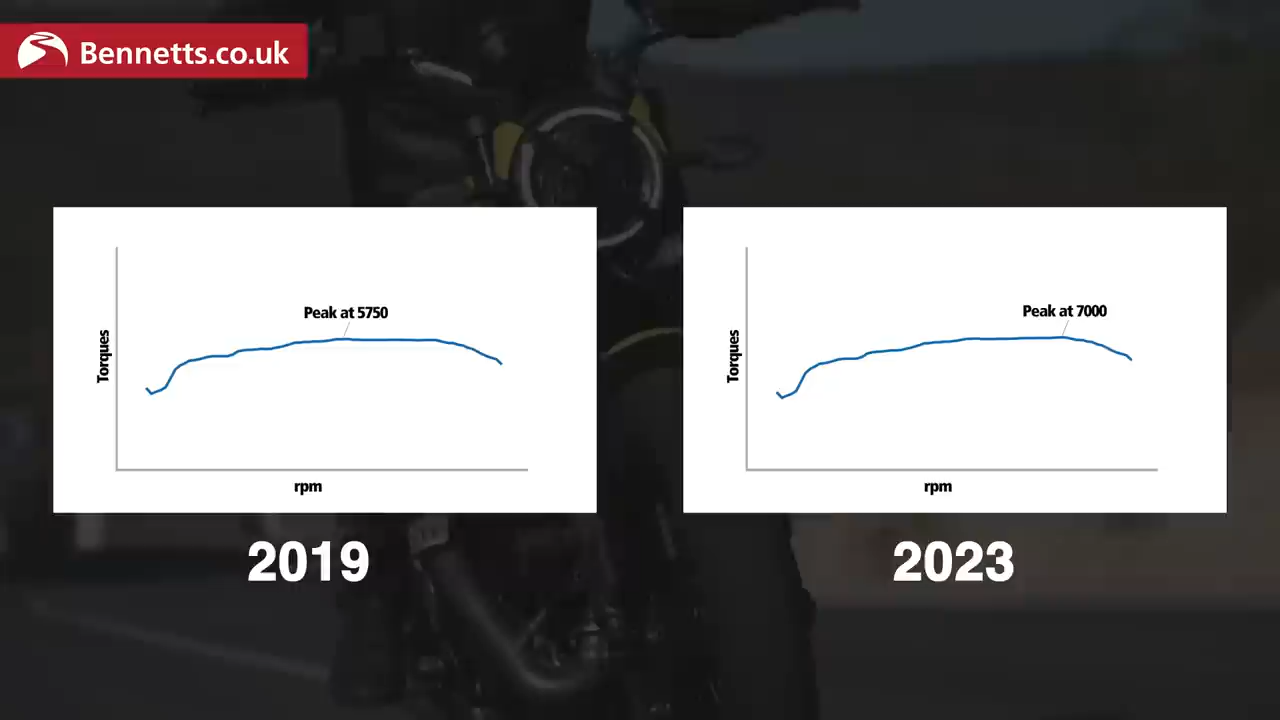 Bennetts.co.uk
Peak at 5750
Torques
rpm
2019
Peak at 7000
Torques
rpm
2023